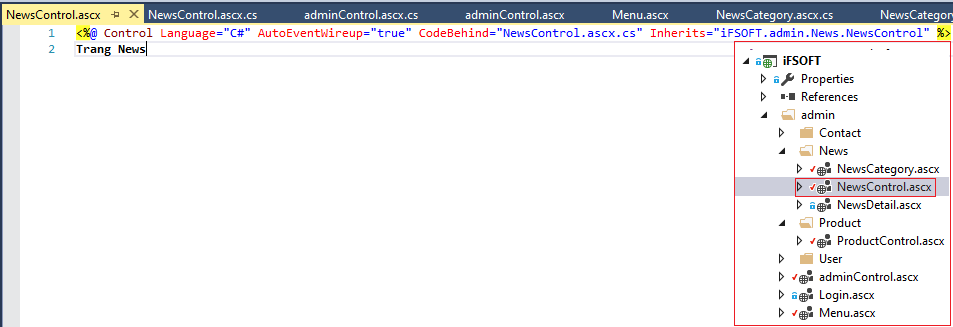 NewsControl.ascx NewsControl.ascx.cs adminControl.ascx.cs adminControl.ascx Menu.ascx NewsCategory.ascx.cs NewsCategory
1 <%@ Control Language="C#" AutoEventWireup="true" CodeBehind="NewsControl.ascx.cs" Inherits="iFSOFT.admin.News.NewsControl" %>
2 Trang News
iFSOFT
Properties
References
admin
Contact
News
NewsCategory.ascx
NewsControl.ascx
NewsDetail.ascx
Product
ProductControl.ascx
User
adminControl.ascx
Login.ascx
Menu.ascx